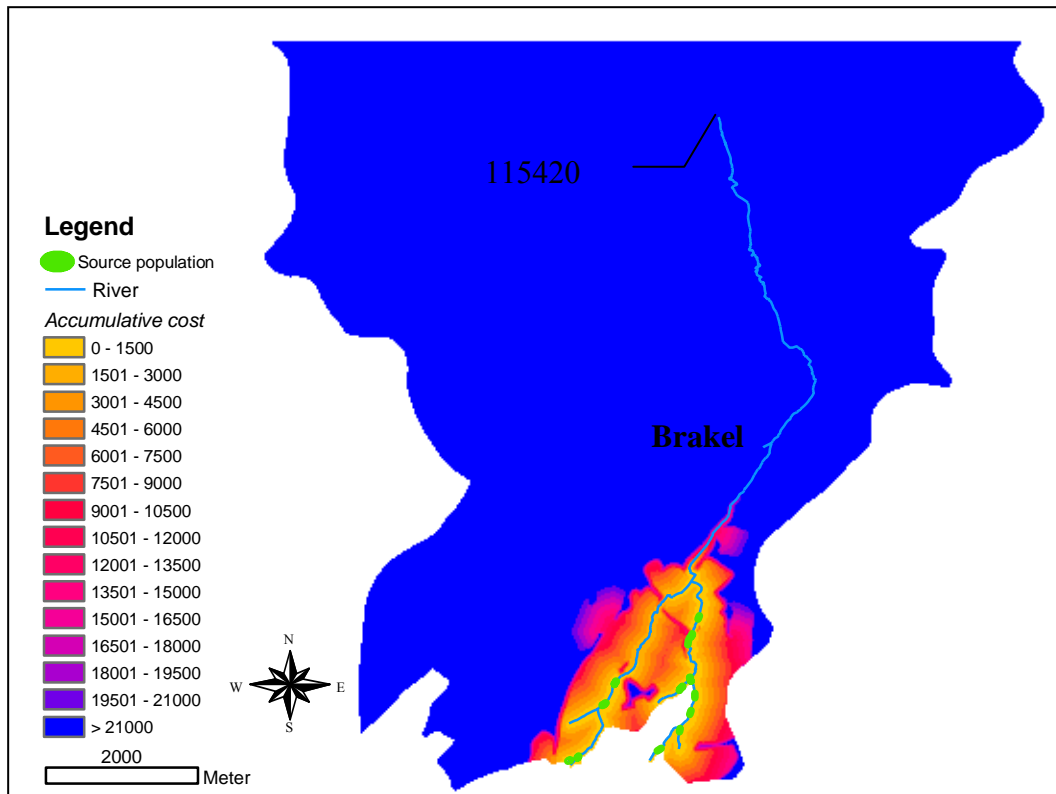 115420
Brakel
Legend
Source population
River
Accumulative cost
0 - 1500
1501 - 3000
3001 - 4500
4501 - 6000
6001 - 7500
7501 - 9000
9001 - 10500
10501 - 12000
12001 - 13500
13501 - 15000
15001 - 16500
16501 - 18000
18001 - 19500
19501 - 21000
> 21000
N
W E
S
2000
Meter